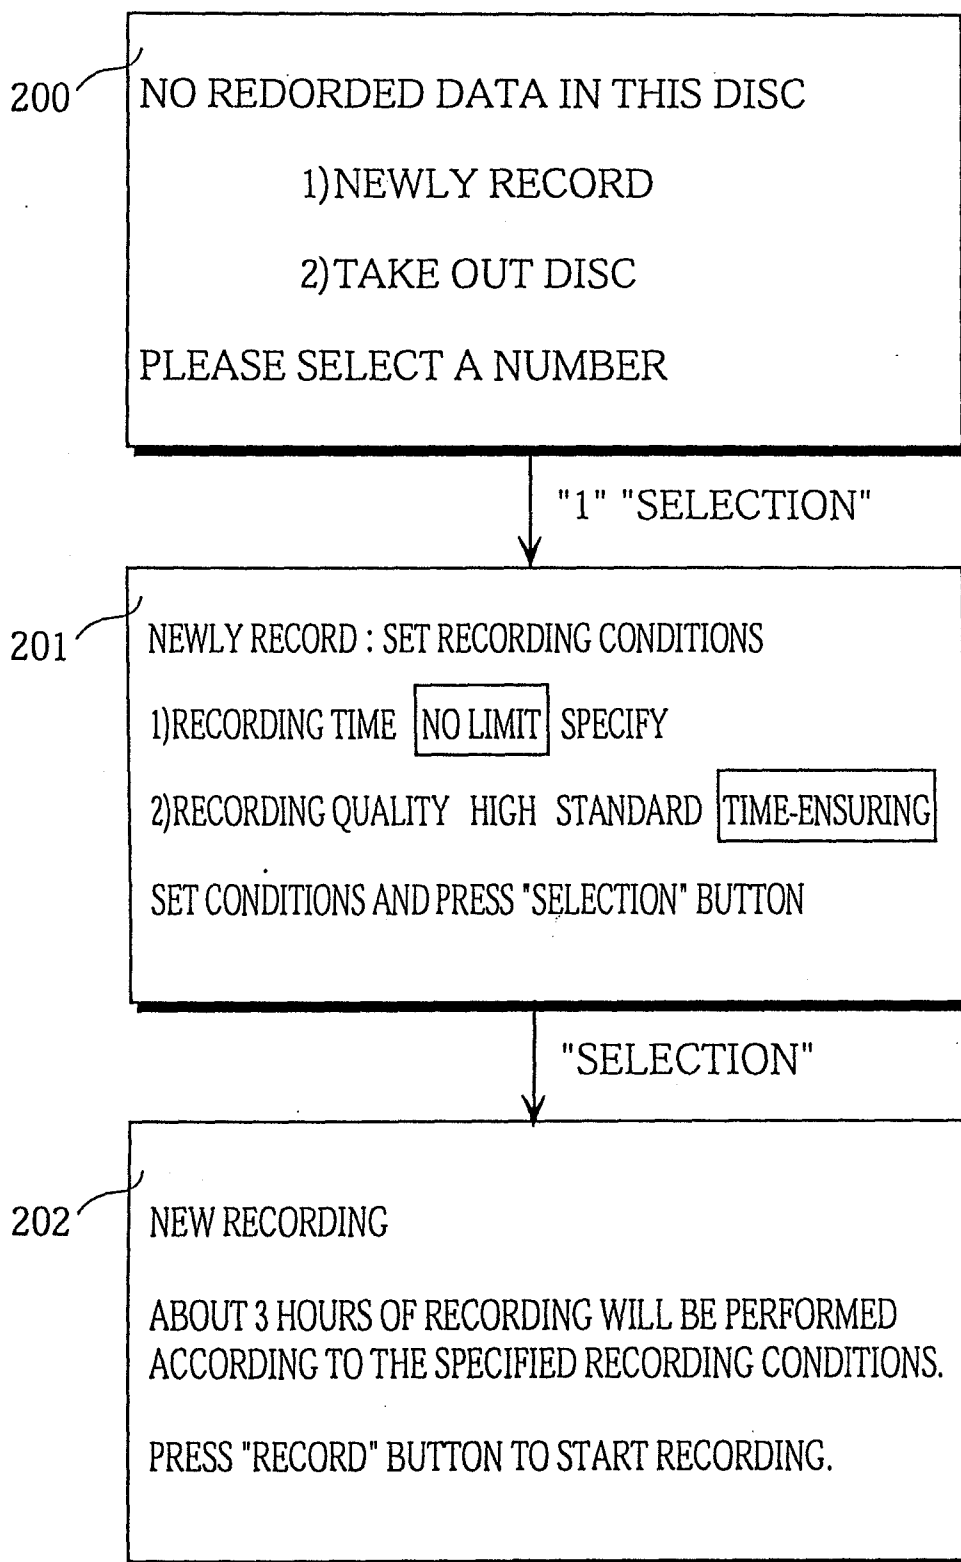 200
NO REDORDED DATA IN THIS DISC
1)NEWLY RECORD
2)TAKE OUT DISC
PLEASE SELECT A NUMBER
"1" "SELECTION"
201
NEWLY RECORD : SET RECORDING CONDITIONS
1)RECORDING TIME NO LIMIT SPECIFY
2)RECORDING QUALITY HIGH STANDARD TIME-ENSURING
SET CONDITIONS AND PRESS "SELECTION" BUTTON
"SELECTION"
202
NEW RECORDING
ABOUT 3 HOURS OF RECORDING WILL BE PERFORMED
ACCORDING TO THE SPECIFIED RECORDING CONDITIONS.
PRESS "RECORD" BUTTON TO START RECORDING.